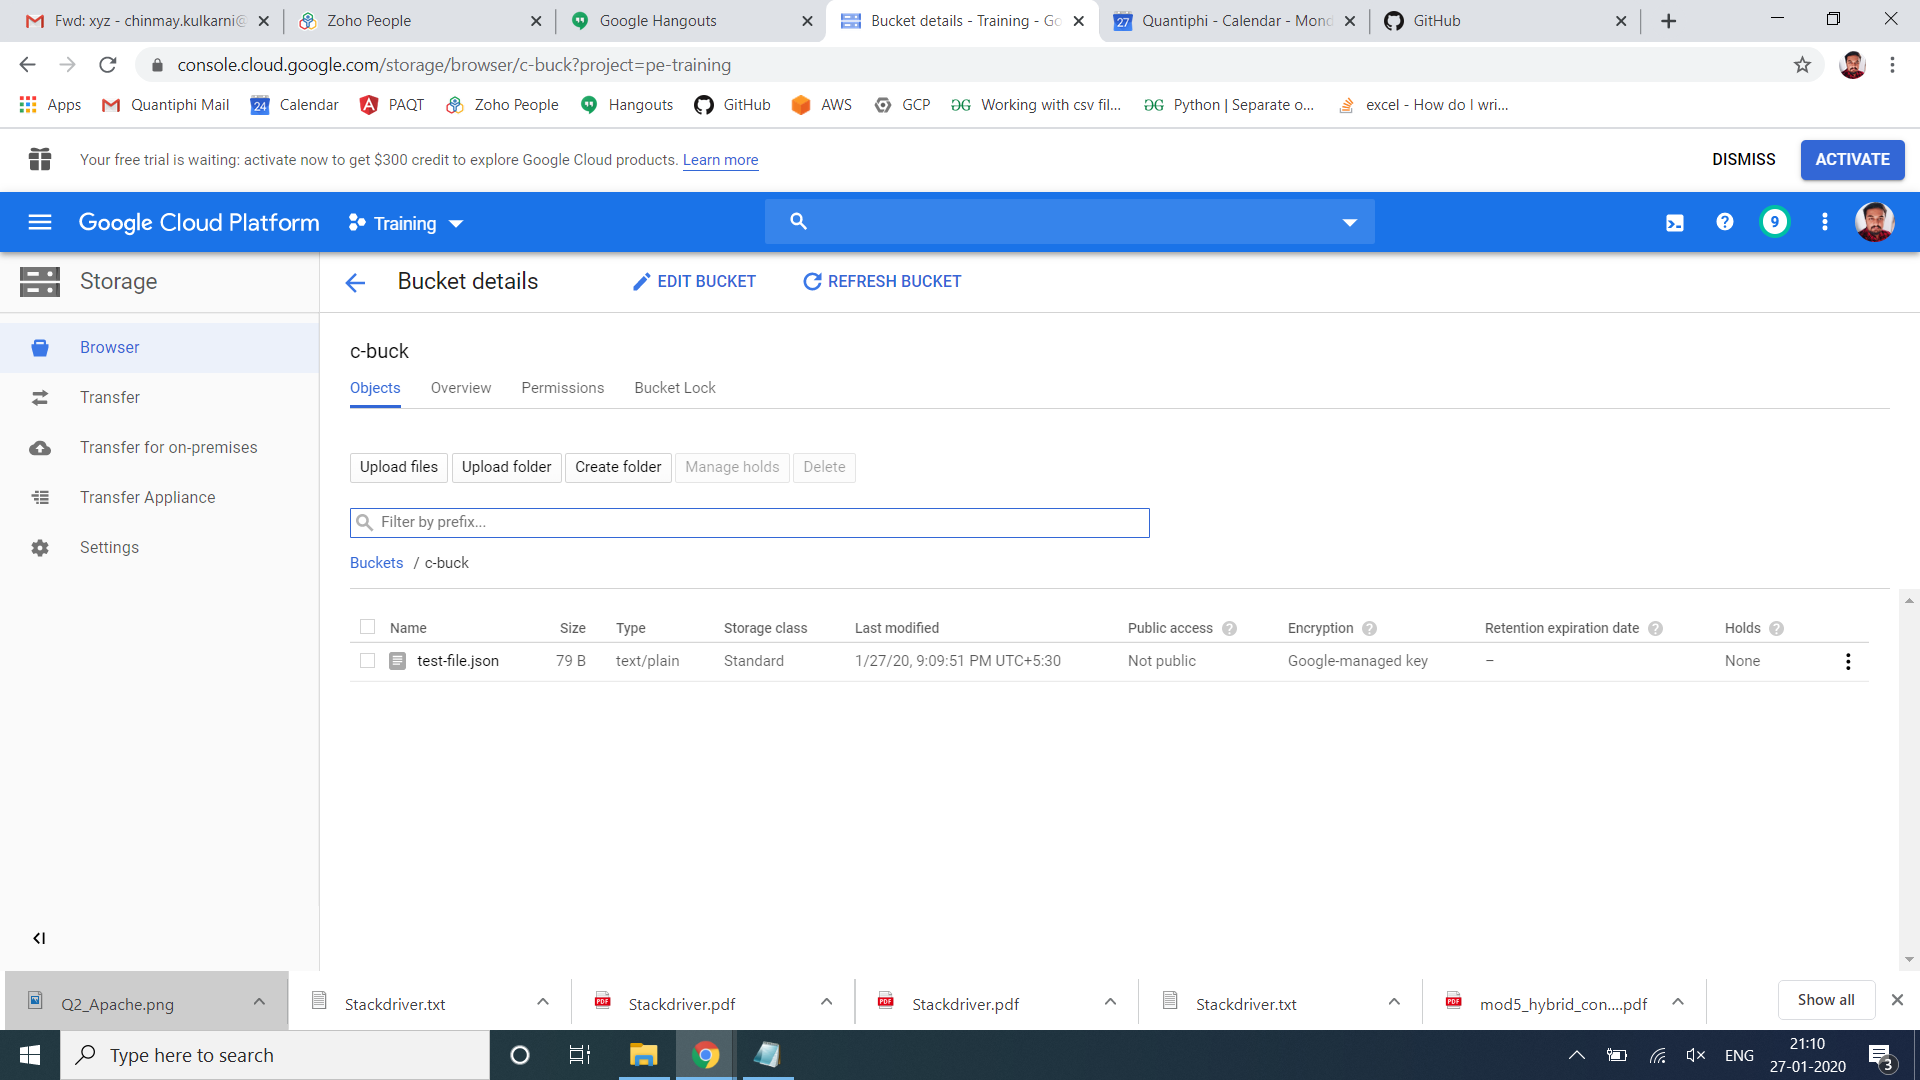 Fwd: xyz - chinmay.kulkarni@
Zoho People
Google Hangouts
Bucket details - Training - Go
Quantiphi - Calendar - Mond
GitHub
console.cloud.google.com/storage/browser/c-buck?project=pe-training
Apps
Quantiphi Mail
24
Calendar
PAQT
Zoho People
Hangouts
GitHub
AWS
GCP
Working with csv fil...
Python | Separate o...
excel - How do I wri...
Your free trial is waiting: activate now to get $300 credit to explore Google Cloud products. Learn more
DISMISS
ACTIVATE
Google Cloud Platform
Training
9
Storage
Bucket details
EDIT BUCKET
REFRESH BUCKET
Browser
Transfer
Transfer for on-premises
Transfer Appliance
Settings
c-buck
Objects
Overview
Permissions
Bucket Lock
Upload files
Upload folder
Create folder
Manage holds
Delete
Filter by prefix...
Buckets / c-buck
Name Size Type Storage class Last modified Public access Encryption Retention expiration date Holds
test-file.json 79 B text/plain Standard 1/27/20, 9:09:51 PM UTC+5:30 Not public Google-managed key – None
Q2_Apache.png
Stackdriver.txt
Stackdriver.pdf
Stackdriver.pdf
Stackdriver.txt
mod5_hybrid_con....pdf
Show all
Type here to search
ENG
21:10
27-01-2020
3